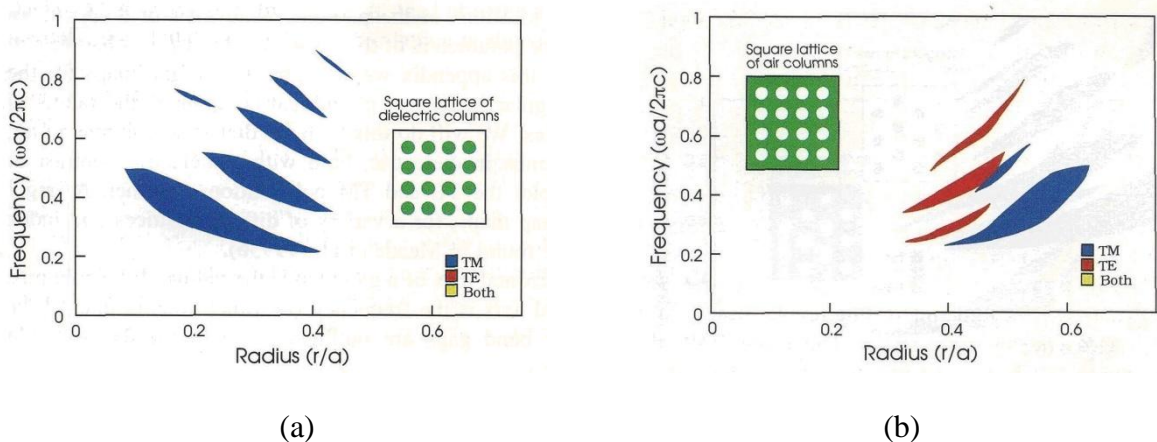 1
0.8
0.6
0.4
0.2
0
0
0.2
0.4
0.6
Frequency (ωa/2πc)
Radius (r/a)
Square lattice of
dielectric columns
TM
TE
Both
(a)
1
0.8
0.6
0.4
0.2
0
0
0.2
0.4
0.6
Frequency (ωa/2πc)
Radius (r/a)
Square lattice
of air columns
TM
TE
Both
(b)